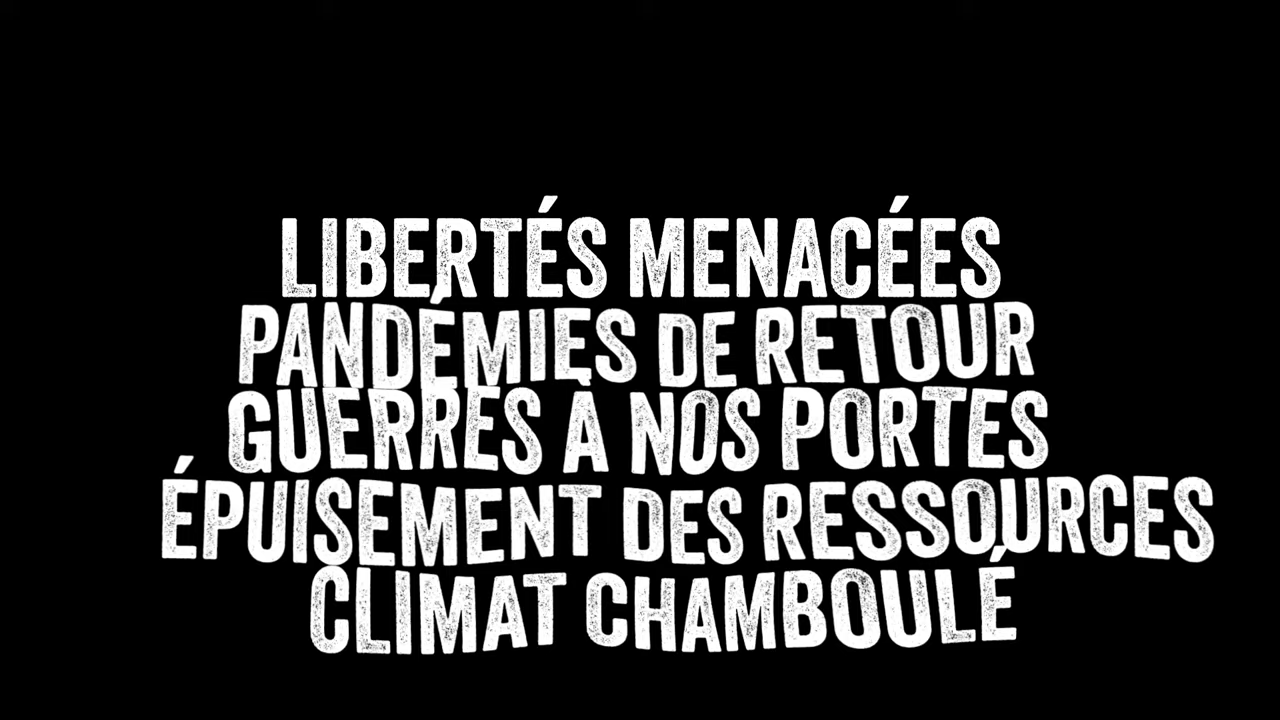 LIBERTÉS MENACÉES
PANDÉMIES DE RETOUR
GUERRES À NOS PORTES
ÉPUISEMENT DES RESSOURCES
CLIMAT CHAMBOULÉ